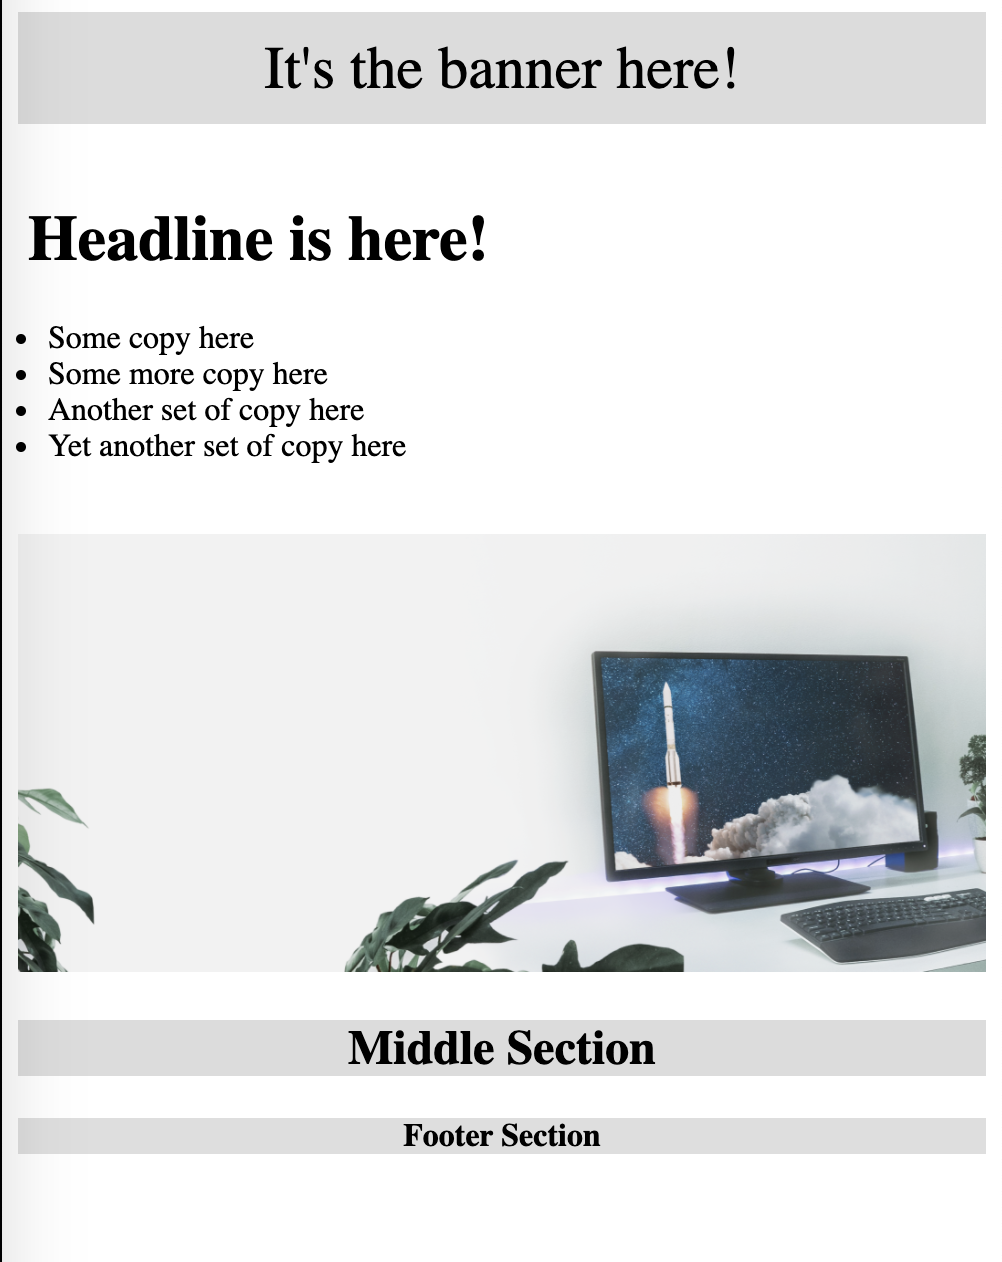 It's the banner here!
Headline is here!
Some copy here
Some more copy here
Another set of copy here
Yet another set of copy here
Middle Section
Footer Section